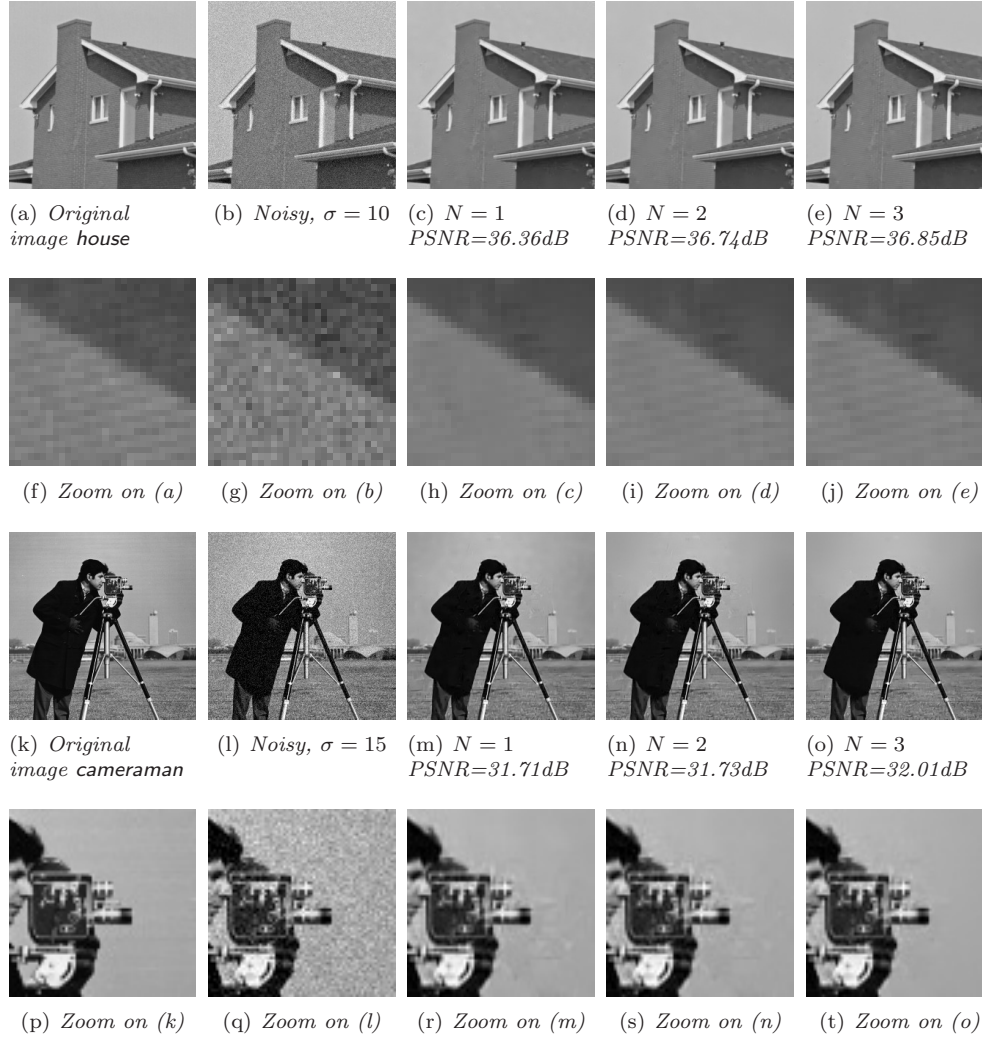 (a) Original image house
(b) Noisy, σ = 10
(c) N = 1 PSNR=36.36dB
(d) N = 2 PSNR=36.74dB
(e) N = 3 PSNR=36.85dB
(f) Zoom on (a)
(g) Zoom on (b)
(h) Zoom on (c)
(i) Zoom on (d)
(j) Zoom on (e)
(k) Original image cameraman
(l) Noisy, σ = 15
(m) N = 1 PSNR=31.71dB
(n) N = 2 PSNR=31.73dB
(o) N = 3 PSNR=32.01dB
(p) Zoom on (k)
(q) Zoom on (l)
(r) Zoom on (m)
(s) Zoom on (n)
(t) Zoom on (o)